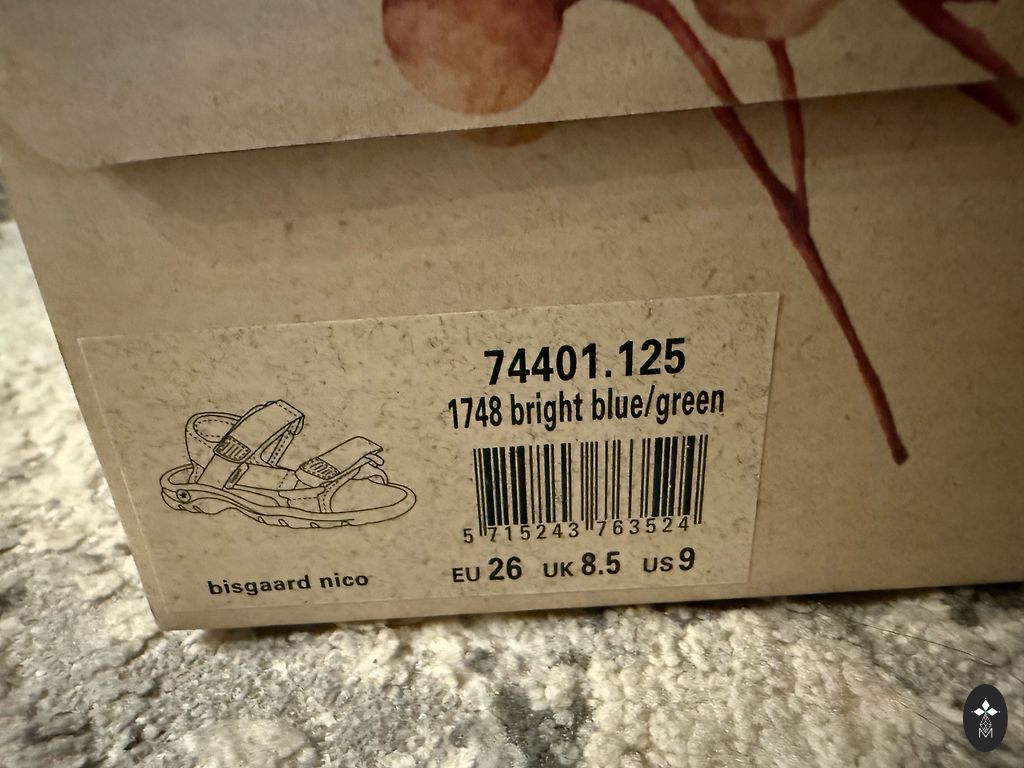 74401.125
1748 bright blue/green
5 715243 763524
EU 26 UK 8.5 US 9
bisgaard nico
M